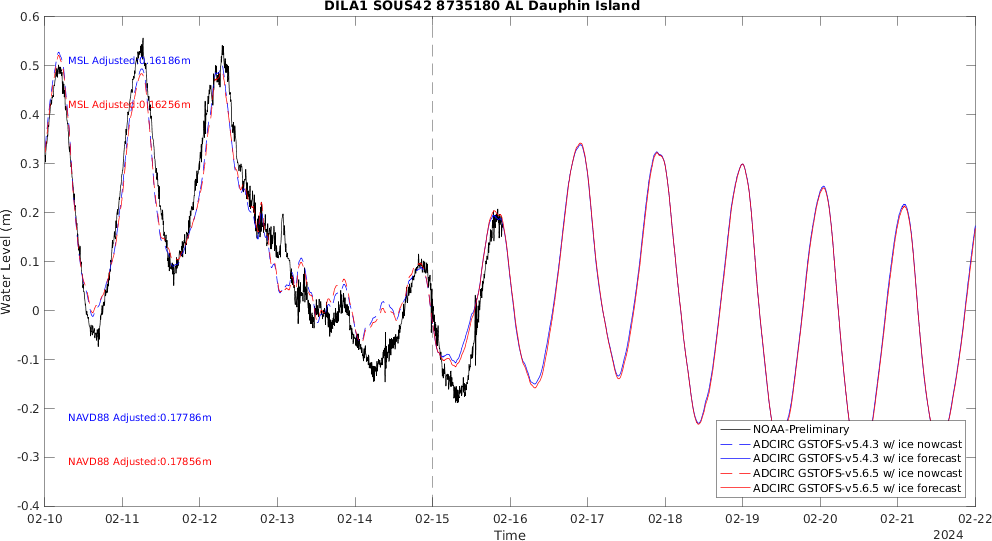 DILA1 SOUS42 8735180 AL Dauphin Island
0.6
0.5
0.4
0.3
0.2
0.1
0
-0.1
-0.2
-0.3
-0.4
Water Level (m)
MSL Adjusted:0.16186m
MSL Adjusted:0.16256m
NAVD88 Adjusted:0.17786m
NAVD88 Adjusted:0.17856m
NOAA-Preliminary
ADCIRC GSTOFS-v5.4.3 w/ ice nowcast
ADCIRC GSTOFS-v5.4.3 w/ ice forecast
ADCIRC GSTOFS-v5.6.5 w/ ice nowcast
ADCIRC GSTOFS-v5.6.5 w/ ice forecast
02-10 02-11 02-12 02-13 02-14 02-15 02-16 02-17 02-18 02-19 02-20 02-21 02-22
Time
2024